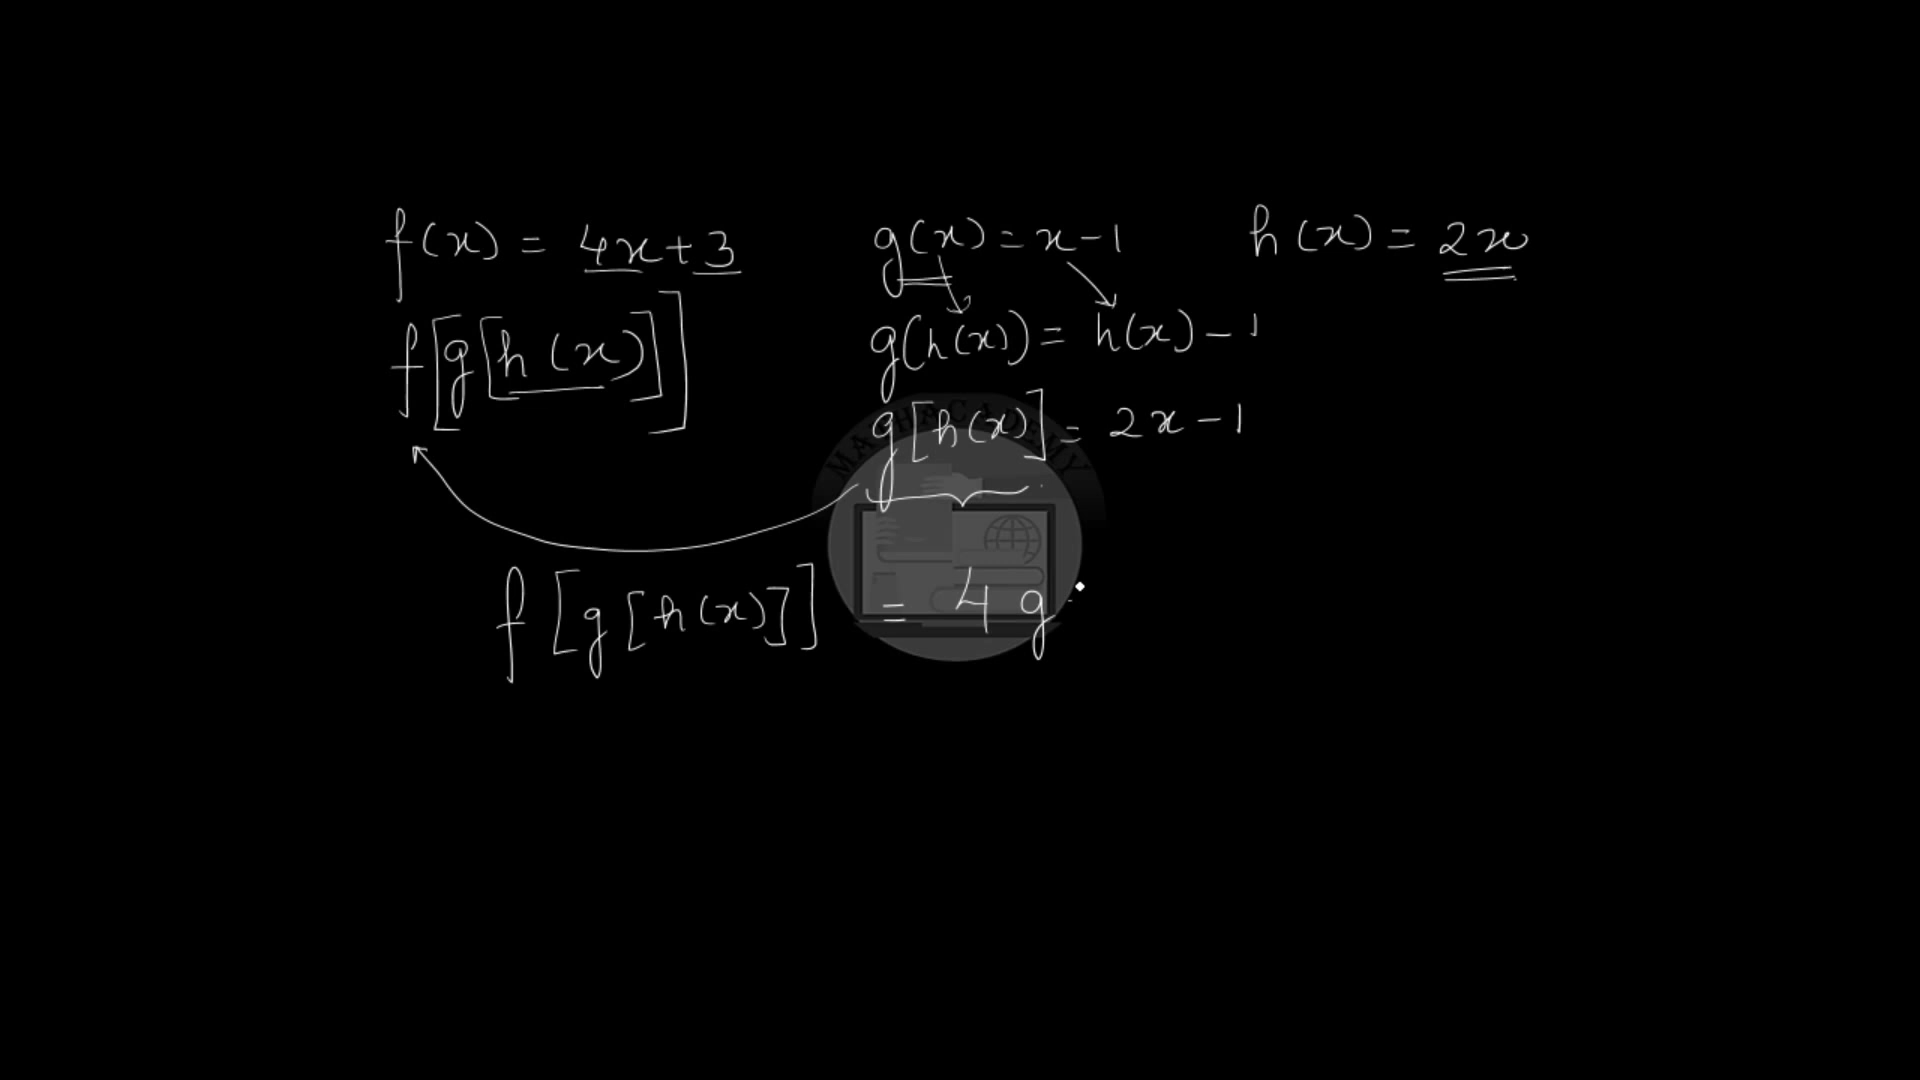 f(x) = 4x+3 g(x) = x-1 h(x) = 2x
f[g[h(x)]] g(h(x)) = h(x) - 1
g[h(x)] = 2x - 1
f[g[h(x)]] = 4g